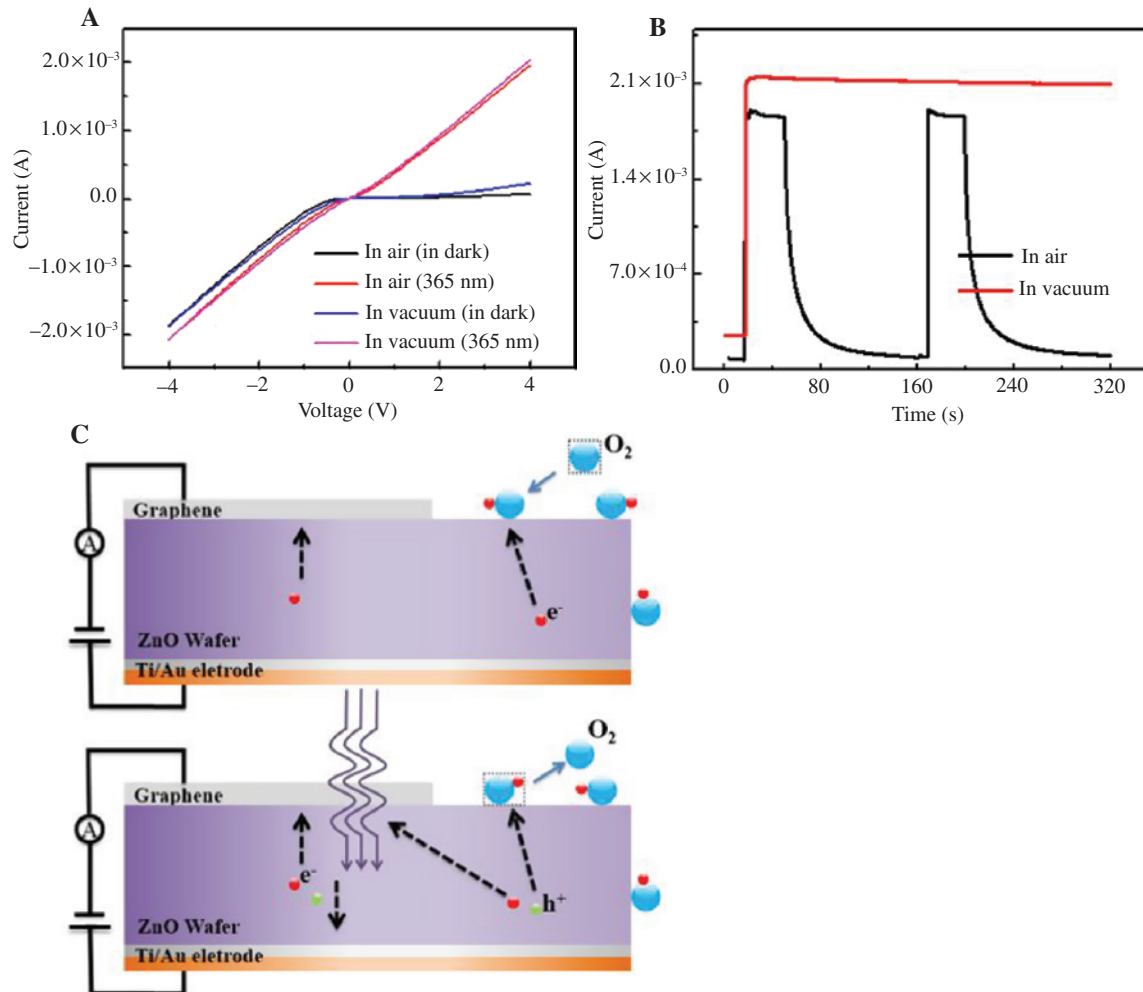 A
2.0×10⁻³
1.0×10⁻³
0.0
−1.0×10⁻³
−2.0×10⁻³
Current (A)
−4
−2
0
2
4
Voltage (V)
In air (in dark)
In air (365 nm)
In vacuum (in dark)
In vacuum (365 nm)
B
2.1×10⁻³
1.4×10⁻³
7.0×10⁻⁴
0.0
Current (A)
0
80
160
240
320
Time (s)
In air
In vacuum
C
O₂
Graphene
A
e⁻
ZnO Wafer
Ti/Au eletrode
O₂
Graphene
A
e⁻
h⁺
ZnO Wafer
Ti/Au eletrode